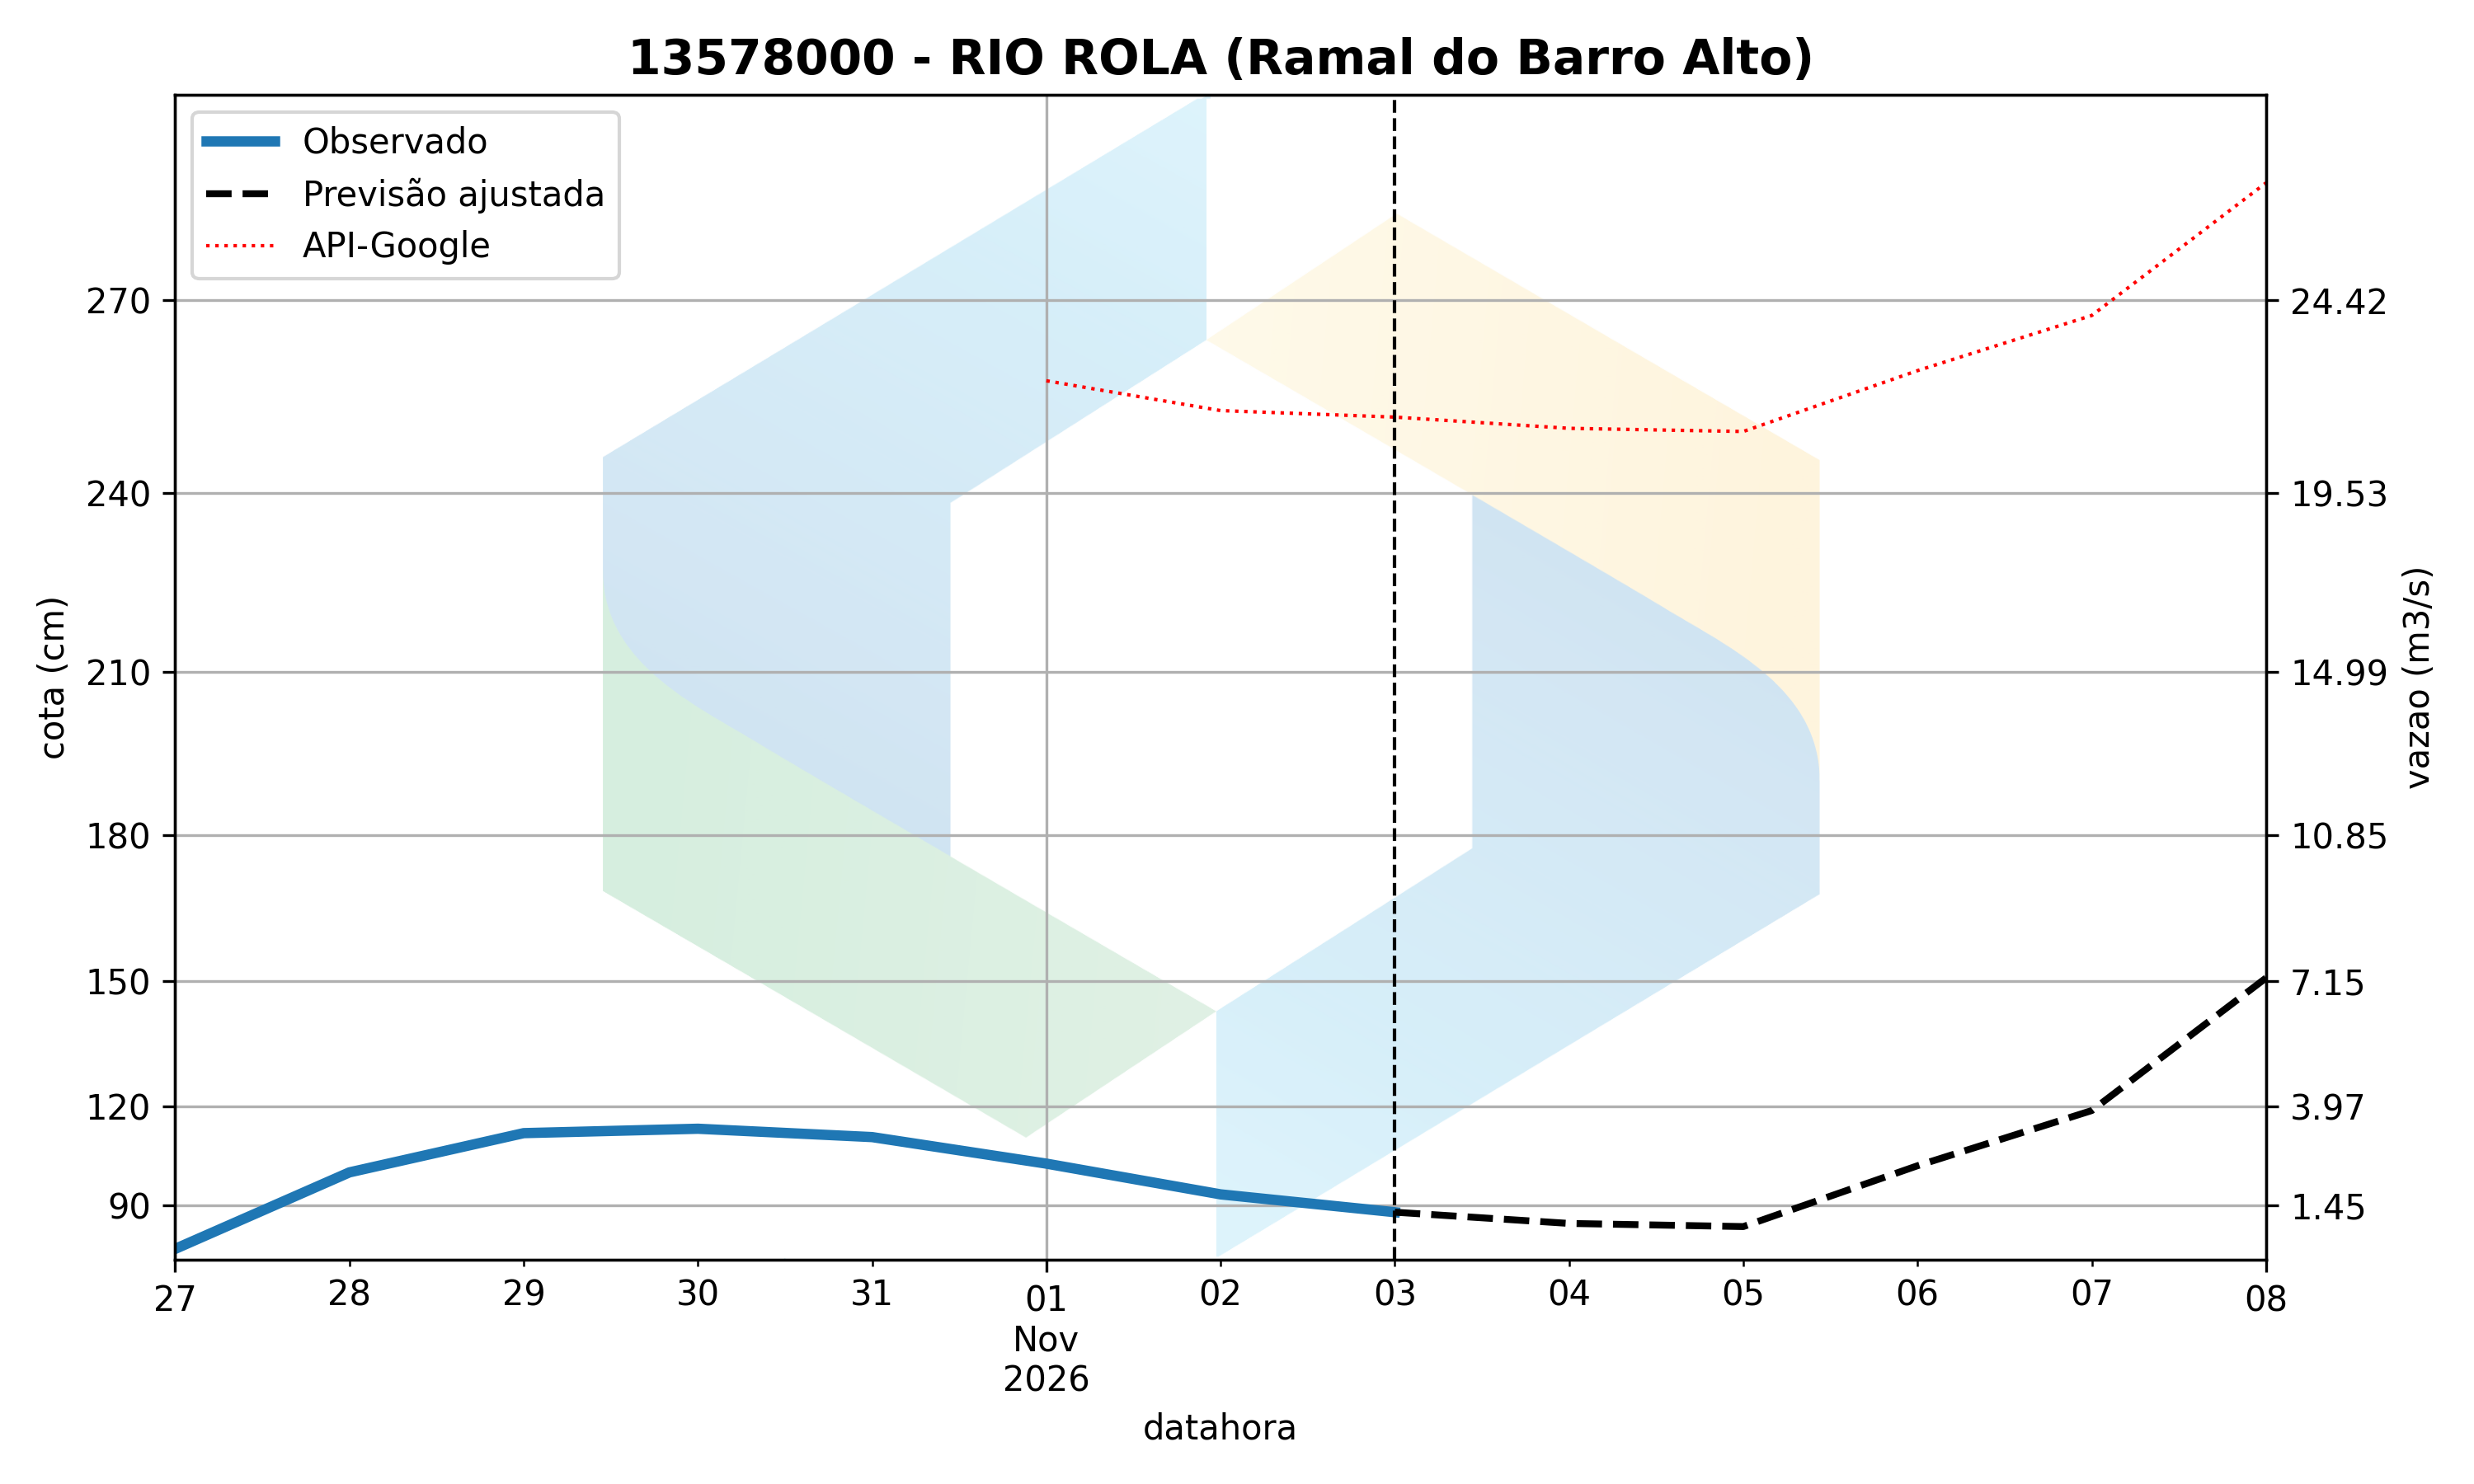 13578000 - RIO ROLA (Ramal do Barro Alto)
Observado
Previsão ajustada
API-Google
cota (cm)
270
240
210
180
150
120
90
24.42
19.53
14.99
10.85
7.15
3.97
1.45
vazao (m3/s)
27 28 29 30 31 01 02 03 04 05 06 07 08
Nov
2026
datahora